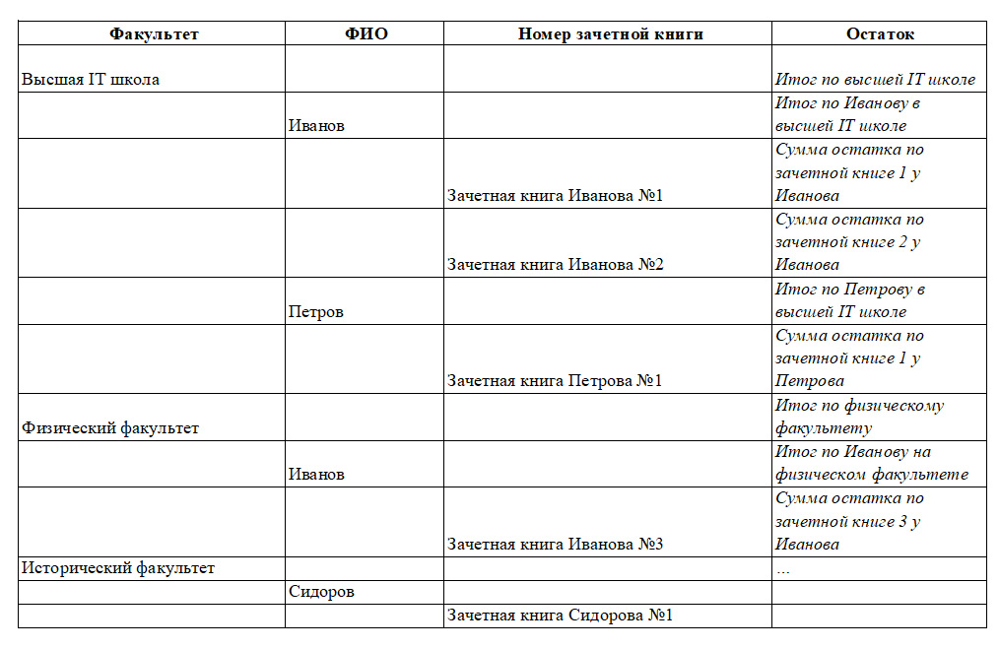 Факультет ФИО Номер зачетной книги Остаток
Высшая IT школа Итог по высшей IT школе
Итог по Иванову в
Иванов высшей IT школе
Сумма остатка по
зачетной книге 1 у
Зачетная книга Иванова №1 Иванова
Сумма остатка по
зачетной книге 2 у
Зачетная книга Иванова №2 Иванова
Итог по Петрову в
Петров высшей IT школе
Сумма остатка по
зачетной книге 1 у
Зачетная книга Петрова №1 Петрова
Итог по физическому
Физический факультет факультету
Итог по Иванову на
Иванов физическом факультете
Сумма остатка по
зачетной книге 3 у
Зачетная книга Иванова №3 Иванова
Исторический факультет ...
Сидоров
Зачетная книга Сидорова №1